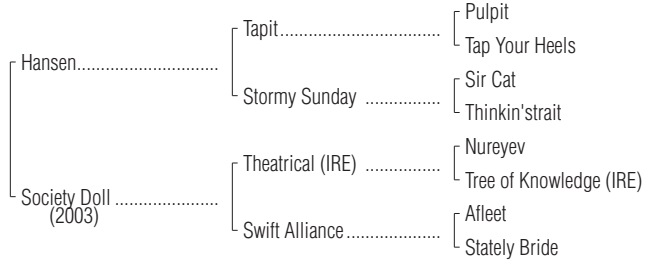 Pulpit
Tapit
Tap Your Heels
Hansen
Sir Cat
Stormy Sunday
Thinkin'strait
Nureyev
Theatrical (IRE)
Tree of Knowledge (IRE)
Society Doll
(2003)
Afleet
Swift Alliance
Stately Bride